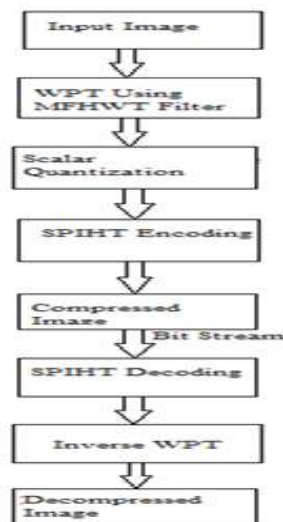 Input Image
WPT Using
MFHWT Filter
Scalar
Quantization
SPIHT Encoding
Compressed
Image
Bit Stream
SPIHT Decoding
Inverse WPT
Decompressed
Image